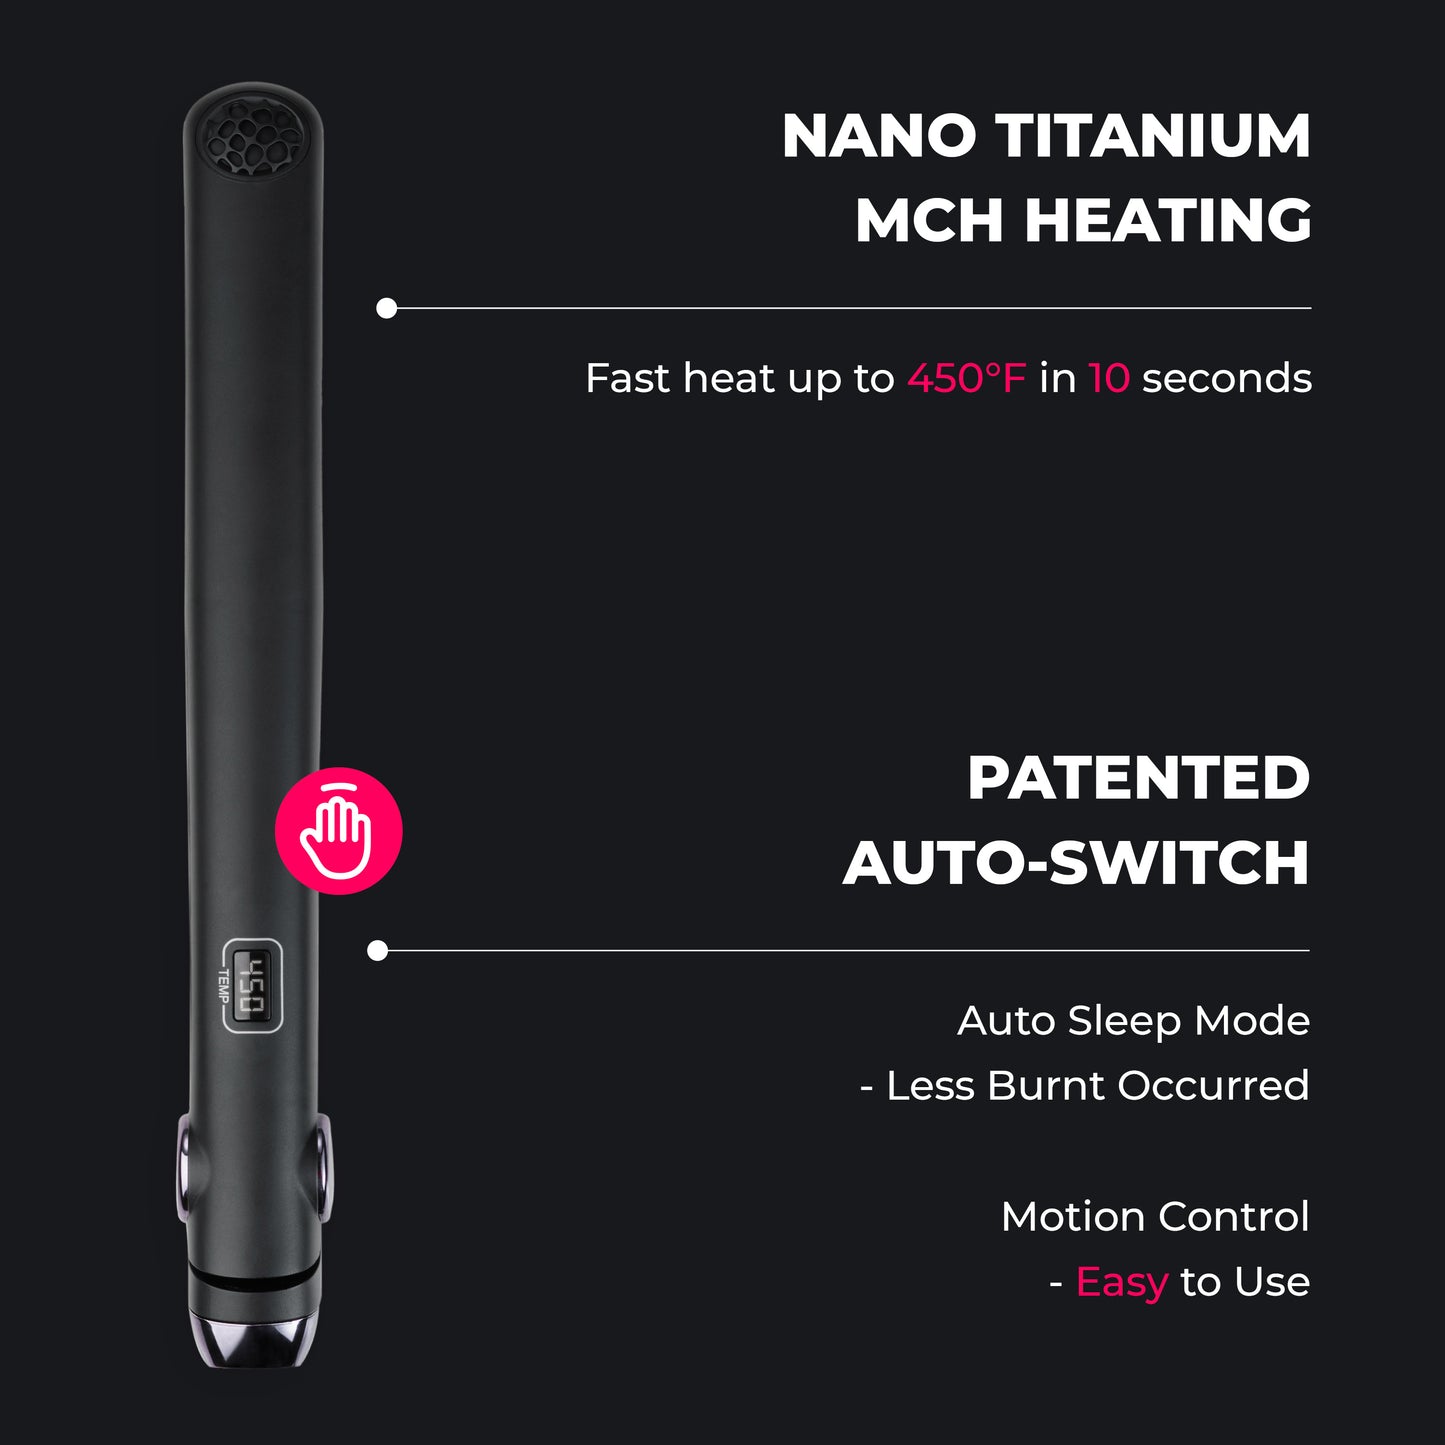 NANO TITANIUM
MCH HEATING
Fast heat up to 450°F in 10 seconds
PATENTED
AUTO-SWITCH
450
TEMP
Auto Sleep Mode
- Less Burnt Occurred
Motion Control
- Easy to Use